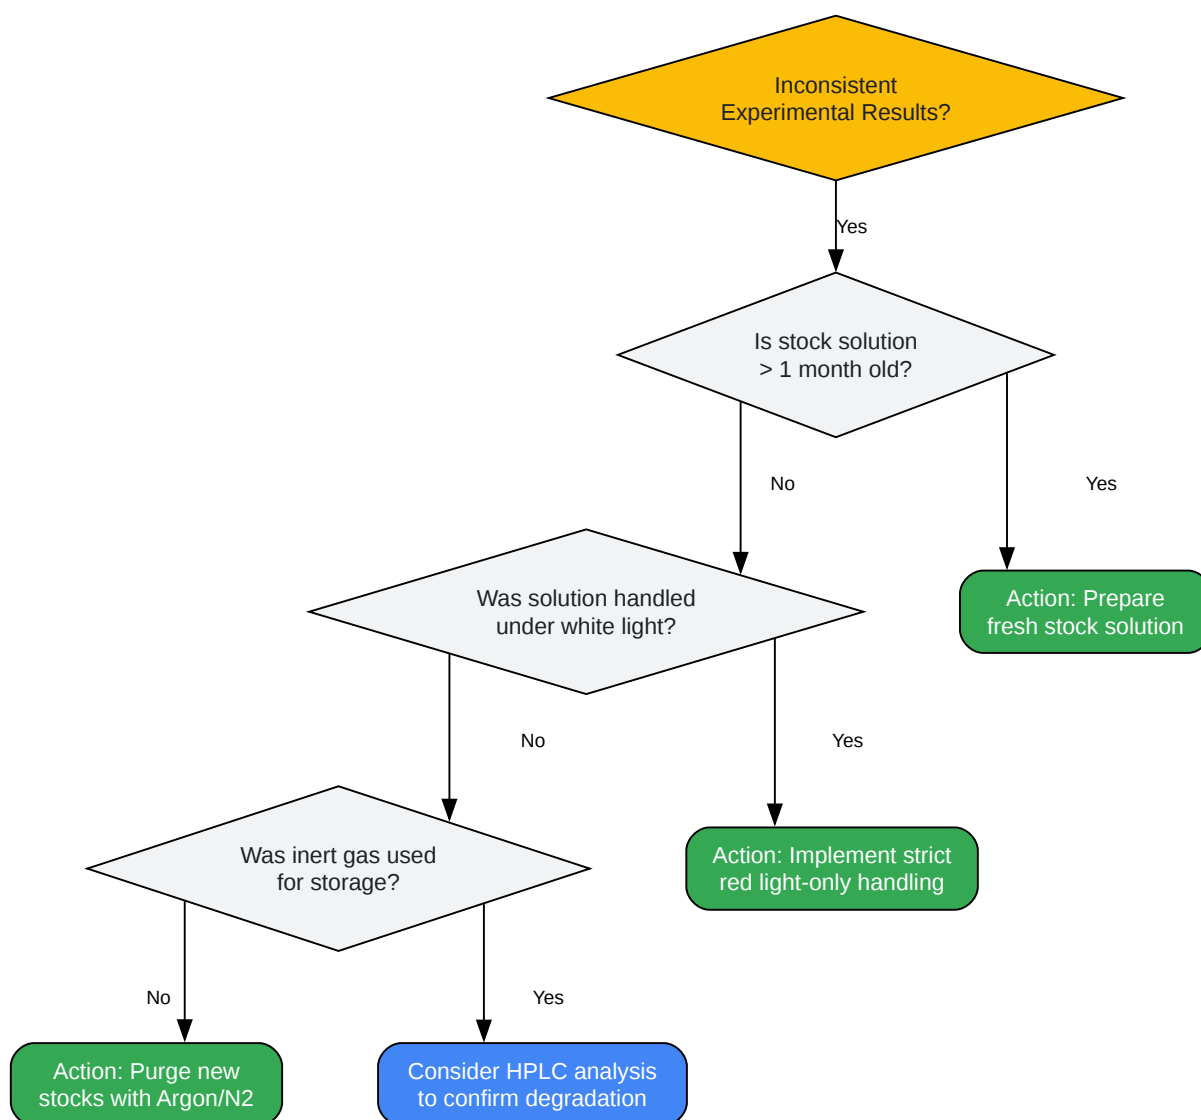 Inconsistent
Experimental Results?
Yes
Is stock solution
> 1 month old?
No
Yes
Was solution handled
under white light?
Action: Prepare
fresh stock solution
No
Yes
Was inert gas used
for storage?
Action: Implement strict
red light-only handling
No
Yes
Action: Purge new
stocks with Argon/N2
Consider HPLC analysis
to confirm degradation